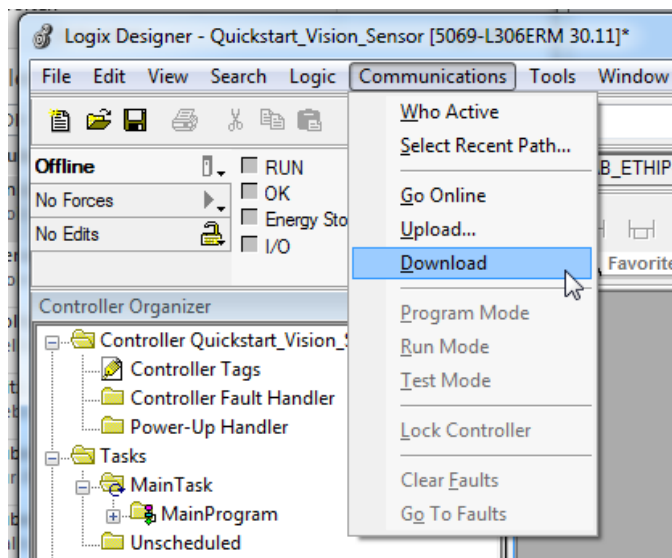 Logix Designer - Quickstart_Vision_Sensor [5069-L306ERM 30.11]*
File Edit View Search Logic Communications Tools Window
Who Active
Select Recent Path...
Go Online
Upload...
Download
Program Mode
Run Mode
Test Mode
Lock Controller
Clear Faults
Go To Faults
Offline
RUN
No Forces
OK
Energy Sto
No Edits
I/O
B_ETHIP
Favorite
Controller Organizer
Controller Quickstart_Vision_S
Controller Tags
Controller Fault Handler
Power-Up Handler
Tasks
MainTask
MainProgram
Unscheduled